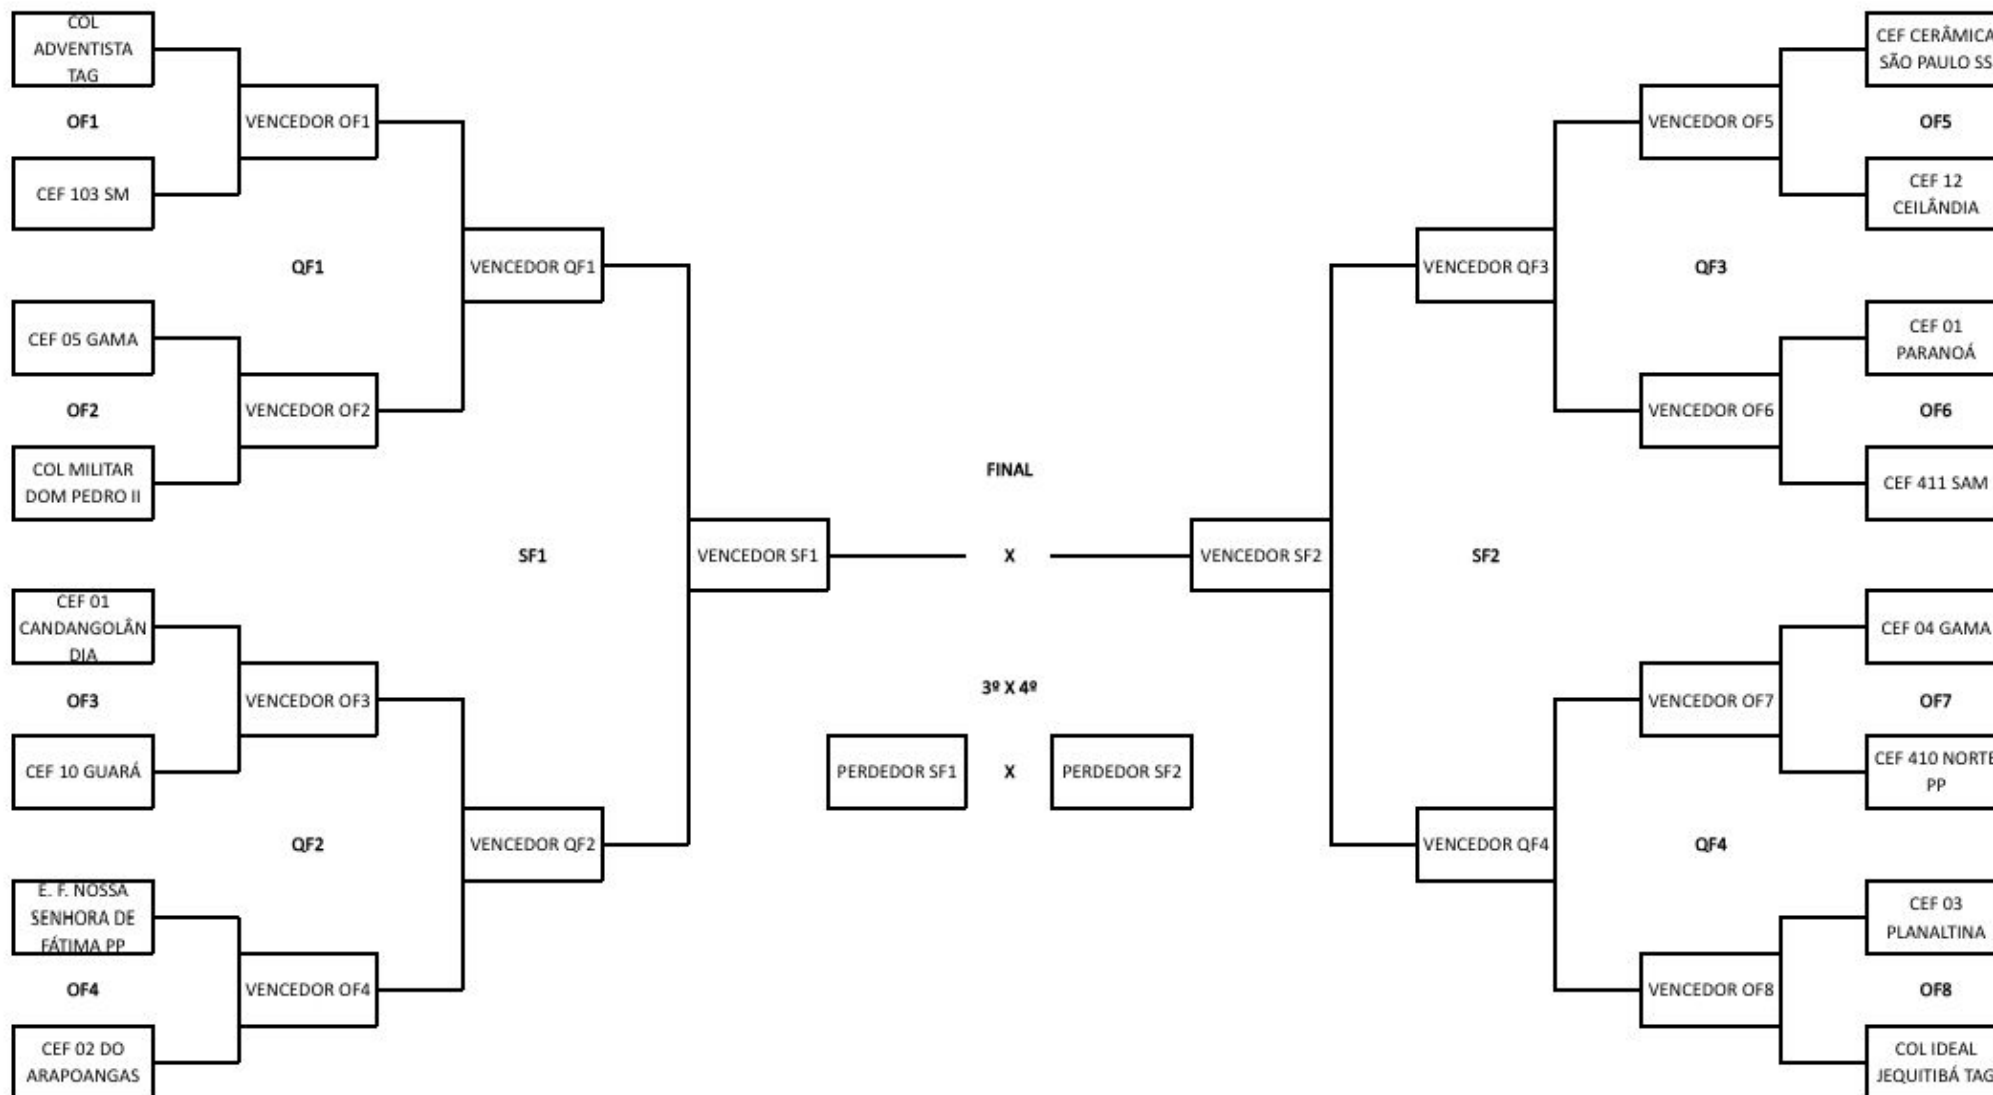 COL
ADVENTISTA
TAG
OF1
CEF 103 SM
VENCEDOR OF1
QF1
CEF 05 GAMA
OF2
COL MILITAR
DOM PEDRO II
VENCEDOR OF2
VENCEDOR QF1
SF1
CEF 01
CANDANGOLÂN
DIA
OF3
CEF 10 GUARÁ
VENCEDOR OF3
QF2
E. F. NOSSA
SENHORA DE
FÁTIMA PP
OF4
CEF 02 DO
ARAPOANGAS
VENCEDOR OF4
VENCEDOR QF2
VENCEDOR SF1
FINAL
X
3º X 4º
PERDEDOR SF1
X
PERDEDOR SF2
VENCEDOR SF2
SF2
VENCEDOR QF3
QF3
VENCEDOR OF5
CEF CERÂMICA
SÃO PAULO SS
OF5
CEF 12
CEILÂNDIA
VENCEDOR OF6
CEF 01
PARANOÁ
OF6
CEF 411 SAM
VENCEDOR QF4
QF4
VENCEDOR OF7
CEF 04 GAMA
OF7
CEF 410 NORTE
PP
VENCEDOR OF8
CEF 03
PLANALTINA
OF8
COL IDEAL
JEQUITIBÁ TAG